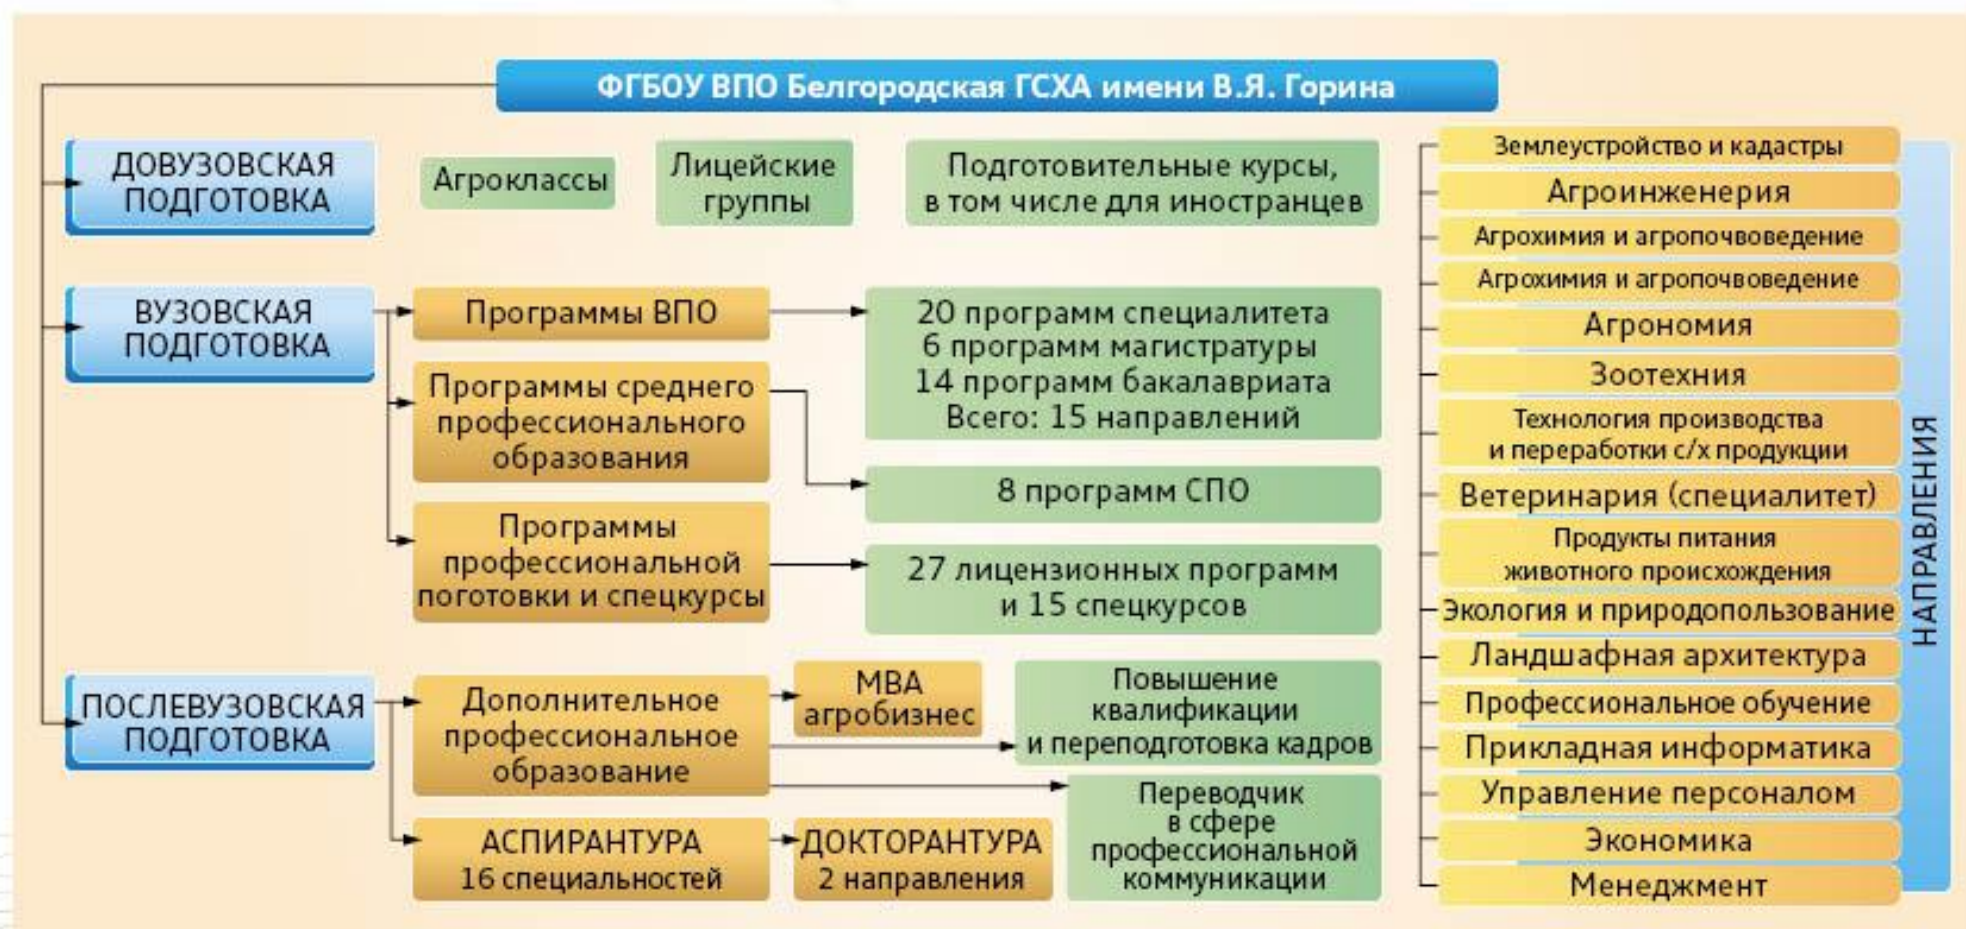 ФГБОУ ВПО Белгородская ГСХА имени В.Я. Горина
ДОВУЗОВСКАЯ
ПОДГОТОВКА
Агроклассы
Лицейские
группы
Подготовительные курсы,
в том числе для иностранцев
ВУЗОВСКАЯ
ПОДГОТОВКА
Программы ВПО
20 программ специалитета
6 программ магистратуры
14 программ бакалавриата
Всего: 15 направлений
Программы среднего
профессионального
образования
8 программ СПО
Программы
профессиональной
поготовки и спецкурсы
27 лицензионных программ
и 15 спецкурсов
ПОСЛЕВУЗОВСКАЯ
ПОДГОТОВКА
Дополнительное
профессиональное
образование
МВА
агробизнес
Повышение
квалификации
и переподготовка кадров
Переводчик
в сфере
профессиональной
коммуникации
АСПИРАНТУРА
16 специальностей
ДОКТОРАНТУРА
2 направления
Землеустройство и кадастры
Агроинженерия
Агрохимия и агропочвоведение
Агрохимия и агропочвоведение
Агрономия
Зоотехния
Технология производства
и переработки с/х продукции
Ветеринария (специалитет)
Продукты питания
животного происхождения
Экология и природопользование
Ландшафная архитектура
Профессиональное обучение
Прикладная информатика
Управление персоналом
Экономика
Менеджмент
НАПРАВЛЕНИЯ